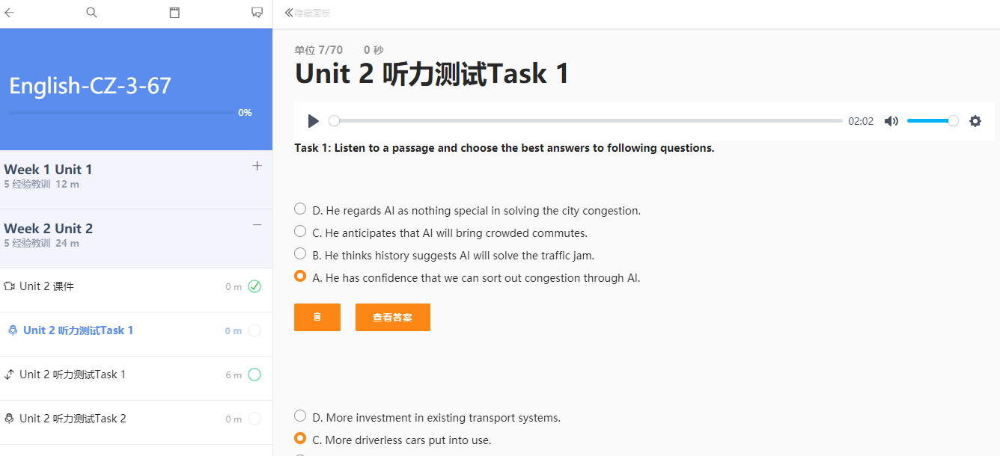 隐藏面板
English-CZ-3-67
0%
Week 1 Unit 1
5 经验教训 12 m
Week 2 Unit 2
5 经验教训 24 m
Unit 2 课件 0 m
Unit 2 听力测试Task 1 0 m
Unit 2 听力测试Task 1 6 m
Unit 2 听力测试Task 2 0 m
单位 7/70 0 秒
Unit 2 听力测试Task 1
02:02
Task 1: Listen to a passage and choose the best answers to following questions.
D. He regards AI as nothing special in solving the city congestion.
C. He anticipates that AI will bring crowded commutes.
B. He thinks history suggests AI will solve the traffic jam.
A. He has confidence that we can sort out congestion through AI.
查看答案
D. More investment in existing transport systems.
C. More driverless cars put into use.